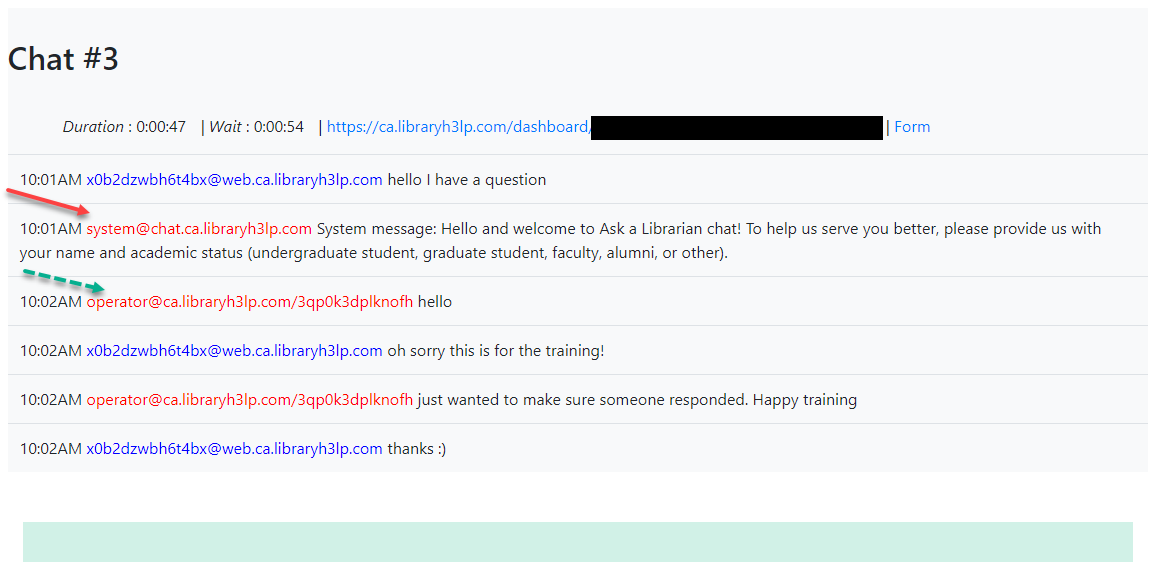 Chat #3
Duration : 0:00:47 | Wait : 0:00:54 | https://ca.libraryh3lp.com/dashboard/ | Form
10:01AM x0b2dzwbh6t4bx@web.ca.libraryh3lp.com hello I have a question
10:01AM system@chat.ca.libraryh3lp.com System message: Hello and welcome to Ask a Librarian chat! To help us serve you better, please provide us with
your name and academic status (undergraduate student, graduate student, faculty, alumni, or other).
10:02AM operator@ca.libraryh3lp.com/3qp0k3dplknofh hello
10:02AM x0b2dzwbh6t4bx@web.ca.libraryh3lp.com oh sorry this is for the training!
10:02AM operator@ca.libraryh3lp.com/3qp0k3dplknofh just wanted to make sure someone responded. Happy training
10:02AM x0b2dzwbh6t4bx@web.ca.libraryh3lp.com thanks :)